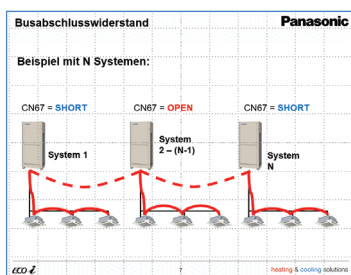 Busabschlusswiderstand
Panasonic
Beispiel mit N Systemen:
CN67 = SHORT
CN67 = OPEN
CN67 = SHORT
System 1
System
2 – (N-1)
System
N
ECO i
7
heating & cooling solutions